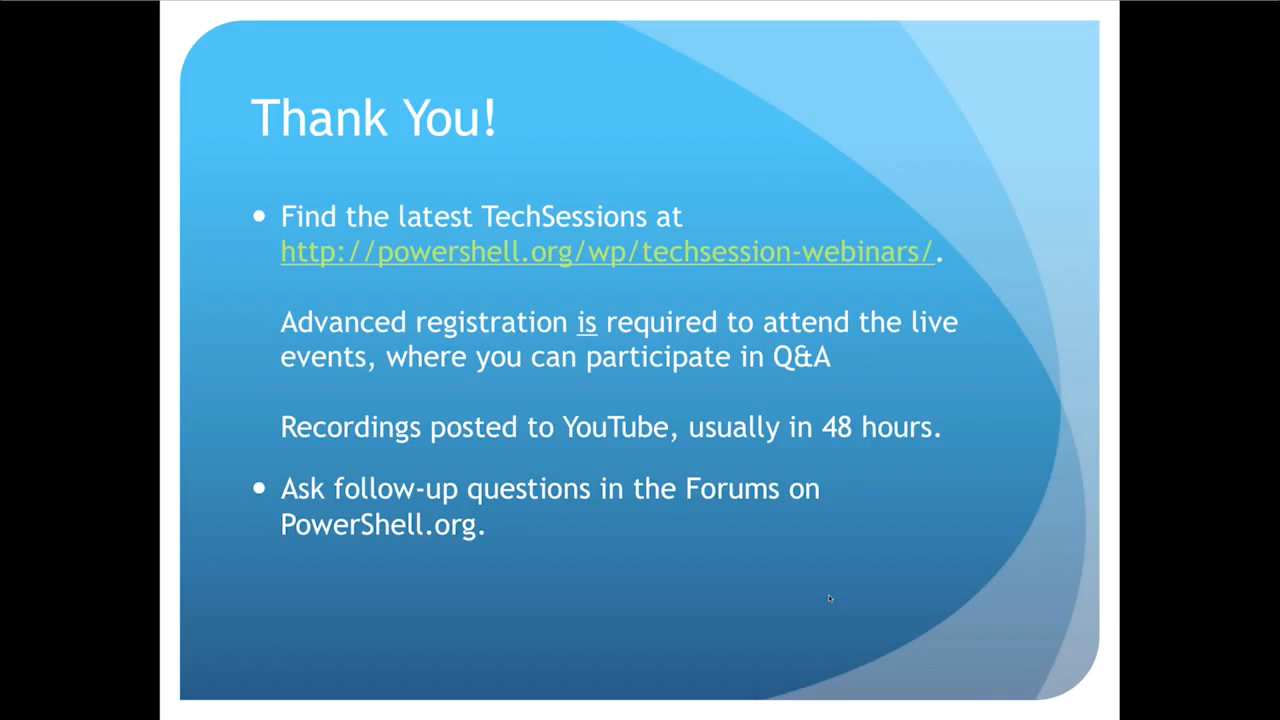 Thank You!
• Find the latest TechSessions at
http://powershell.org/wp/techsession-webinars/.
Advanced registration is required to attend the live
events, where you can participate in Q&A
Recordings posted to YouTube, usually in 48 hours.
• Ask follow-up questions in the Forums on
PowerShell.org.